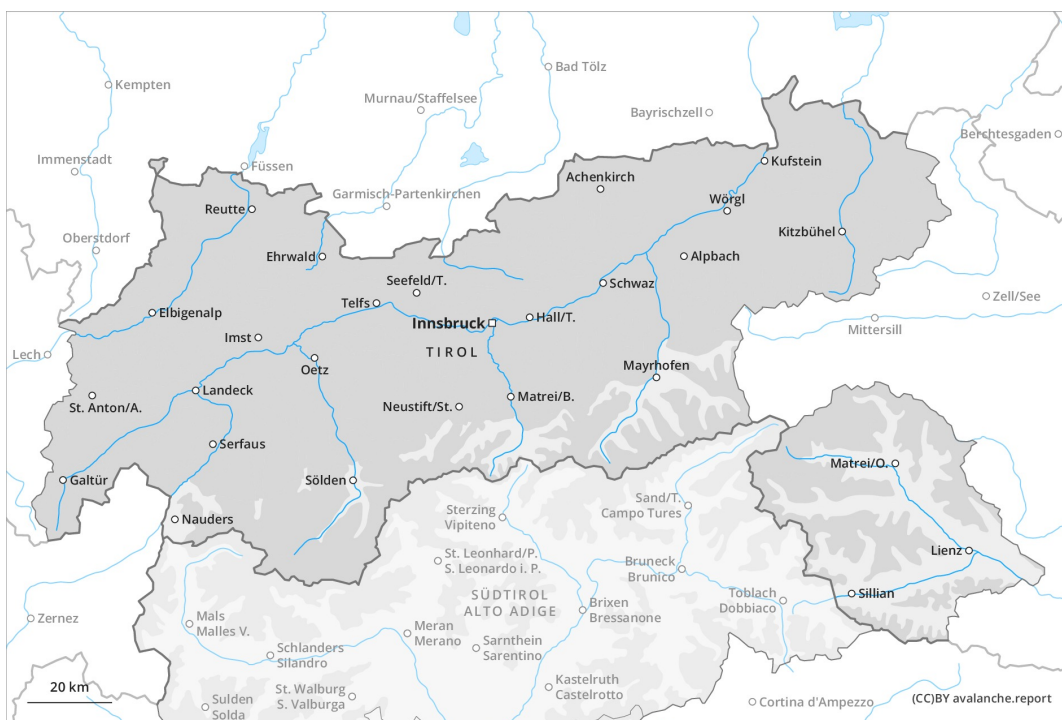 Kempten
Bad Tölz
Murnau/Staffelsee
Bayrischzell
Berchtesgaden
Immenstadt
Füssen
Kufstein
Achenkirch
Garmisch-Partenkirchen
Reutte
Wörgl
Oberstdorf
Kitzbühel
Ehrwald
Alpbach
Seefeld/T.
Schwaz
Zell/See
Telfs
Elbigenalp
Innsbruck
Hall/T.
Mittersill
Imst
TIROL
Lech
Oetz
Mayrhofen
Landeck
St. Anton/A.
Neustift/St.
Matrei/B.
Serfaus
Matrei/O.
Galtür
Sölden
Sand/T.
Campo Tures
Sterzing
Vipiteno
Nauders
Lienz
St. Leonhard/P.
S. Leonardo i. P.
Bruneck
Brunico
SÜDTIROL
ALTO ADIGE
Toblach
Dobbiaco
Sillian
Brixen
Bressanone
Zernez
Mals
Malles V.
Meran
Merano
Sarnthein
Sarentino
Schlanders
Silandro
Kastelruth
Castelrotto
20 km
St. Walburg
S. Valburga
Sulden
Solda
Cortina d'Ampezzo
(CC)BY avalanche.report